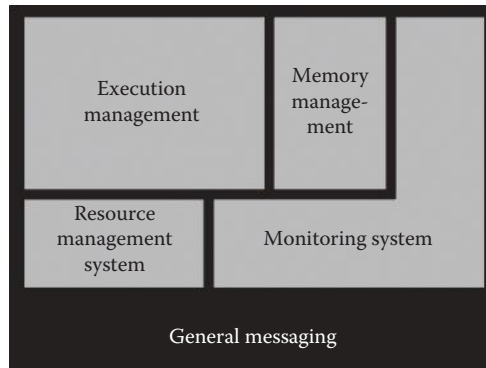 Execution
management
Memory
manage-
ment
Resource
management
system
Monitoring system
General messaging